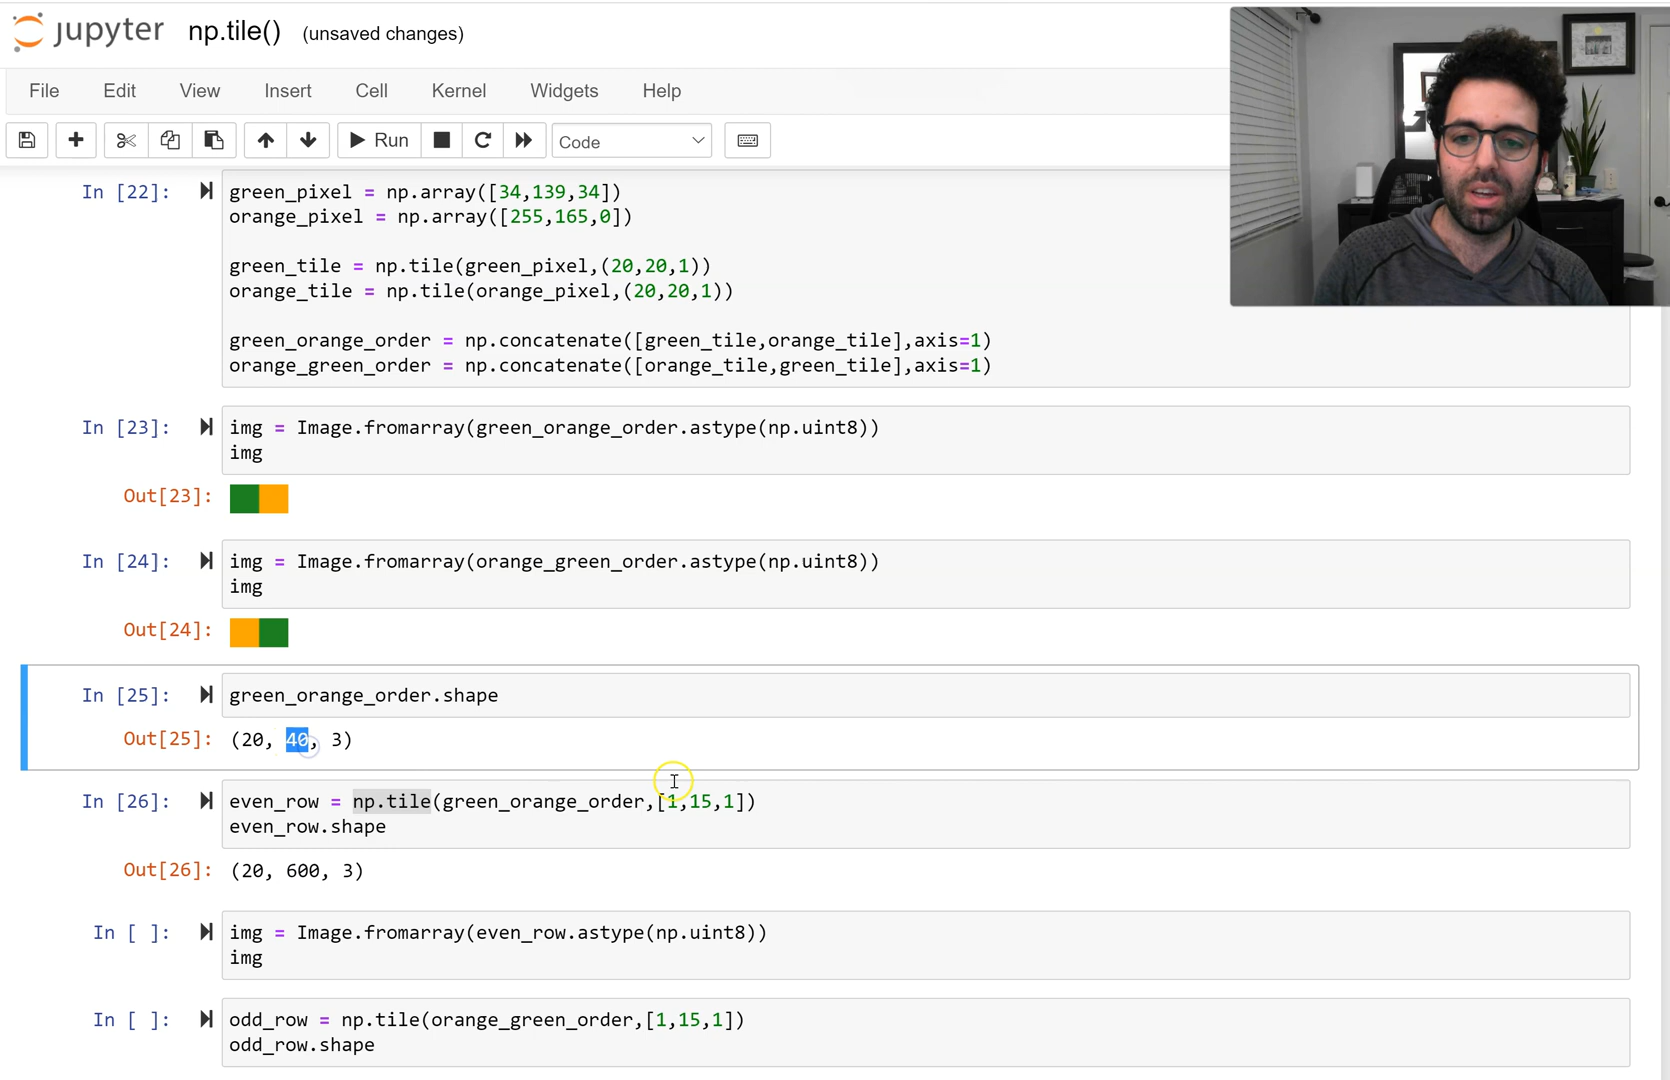 jupyter np.tile() (unsaved changes)
File Edit View Insert Cell Kernel Widgets Help
Run Code
In [22]: green_pixel = np.array([34,139,34])
orange_pixel = np.array([255,165,0])
green_tile = np.tile(green_pixel,(20,20,1))
orange_tile = np.tile(orange_pixel,(20,20,1))
green_orange_order = np.concatenate([green_tile,orange_tile],axis=1)
orange_green_order = np.concatenate([orange_tile,green_tile],axis=1)
In [23]: img = Image.fromarray(green_orange_order.astype(np.uint8))
img
Out[23]:
In [24]: img = Image.fromarray(orange_green_order.astype(np.uint8))
img
Out[24]:
In [25]: green_orange_order.shape
Out[25]: (20, 40, 3)
In [26]: even_row = np.tile(green_orange_order,[1,15,1])
even_row.shape
Out[26]: (20, 600, 3)
In [ ]: img = Image.fromarray(even_row.astype(np.uint8))
img
In [ ]: odd_row = np.tile(orange_green_order,[1,15,1])
odd_row.shape